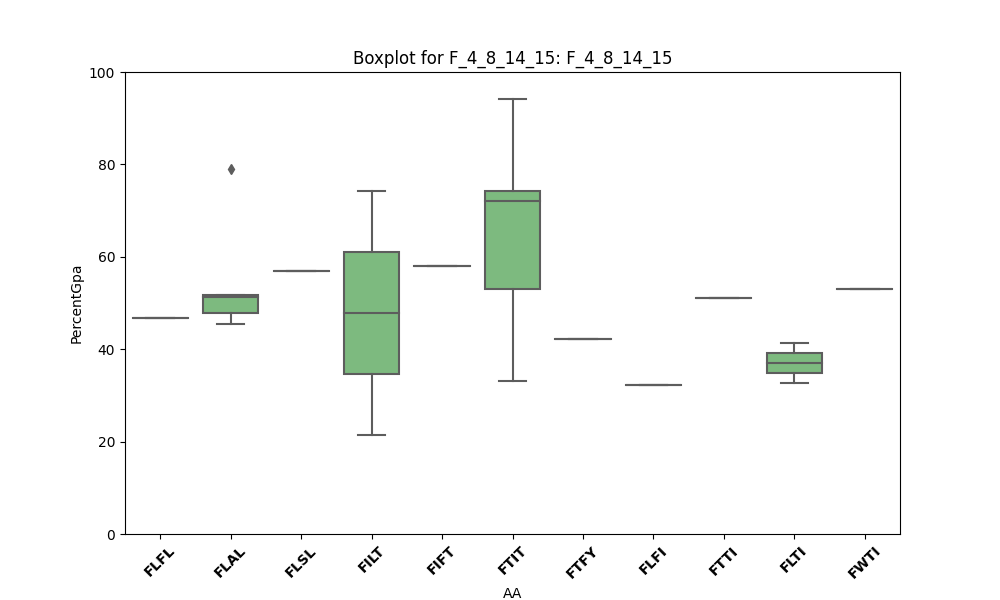 Boxplot for F_4_8_14_15: F_4_8_14_15
100
80
60
40
20
0
PercentGpa
FLFL
FLAL
FLSL
FILT
FIFT
FTIT
FTFY
FLFI
FTTI
FLTI
FWTI
AA